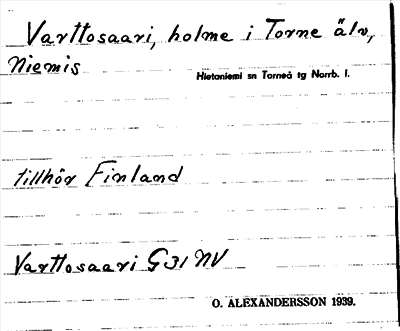 Varttosaari, holme i Torne älv,
Niemis
Hietaniemi sn Torneå tg Norrb. l.
tillhör Finland
Varttosaari G31 NV
O. ALEXANDERSSON 1939.